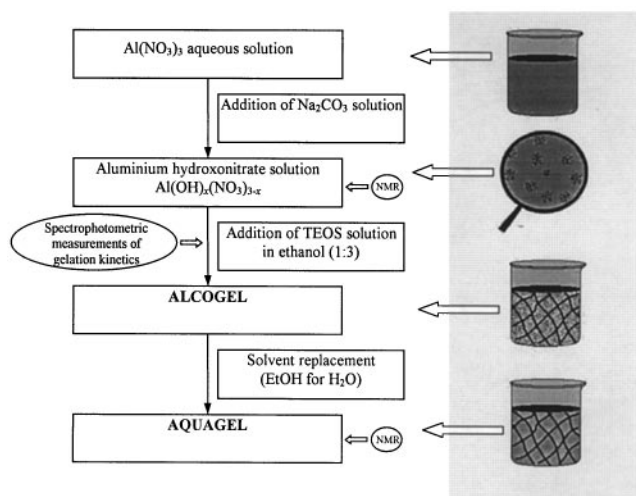 Al(NO3)3 aqueous solution
Addition of Na2CO3 solution
Aluminium hydroxonitrate solution
Al(OH)x(NO3)3-x
NMR
Spectrophotometric
measurements of
gelation kinetics
Addition of TEOS solution
in ethanol (1:3)
ALCOGEL
Solvent replacement
(EtOH for H2O)
AQUAGEL
NMR